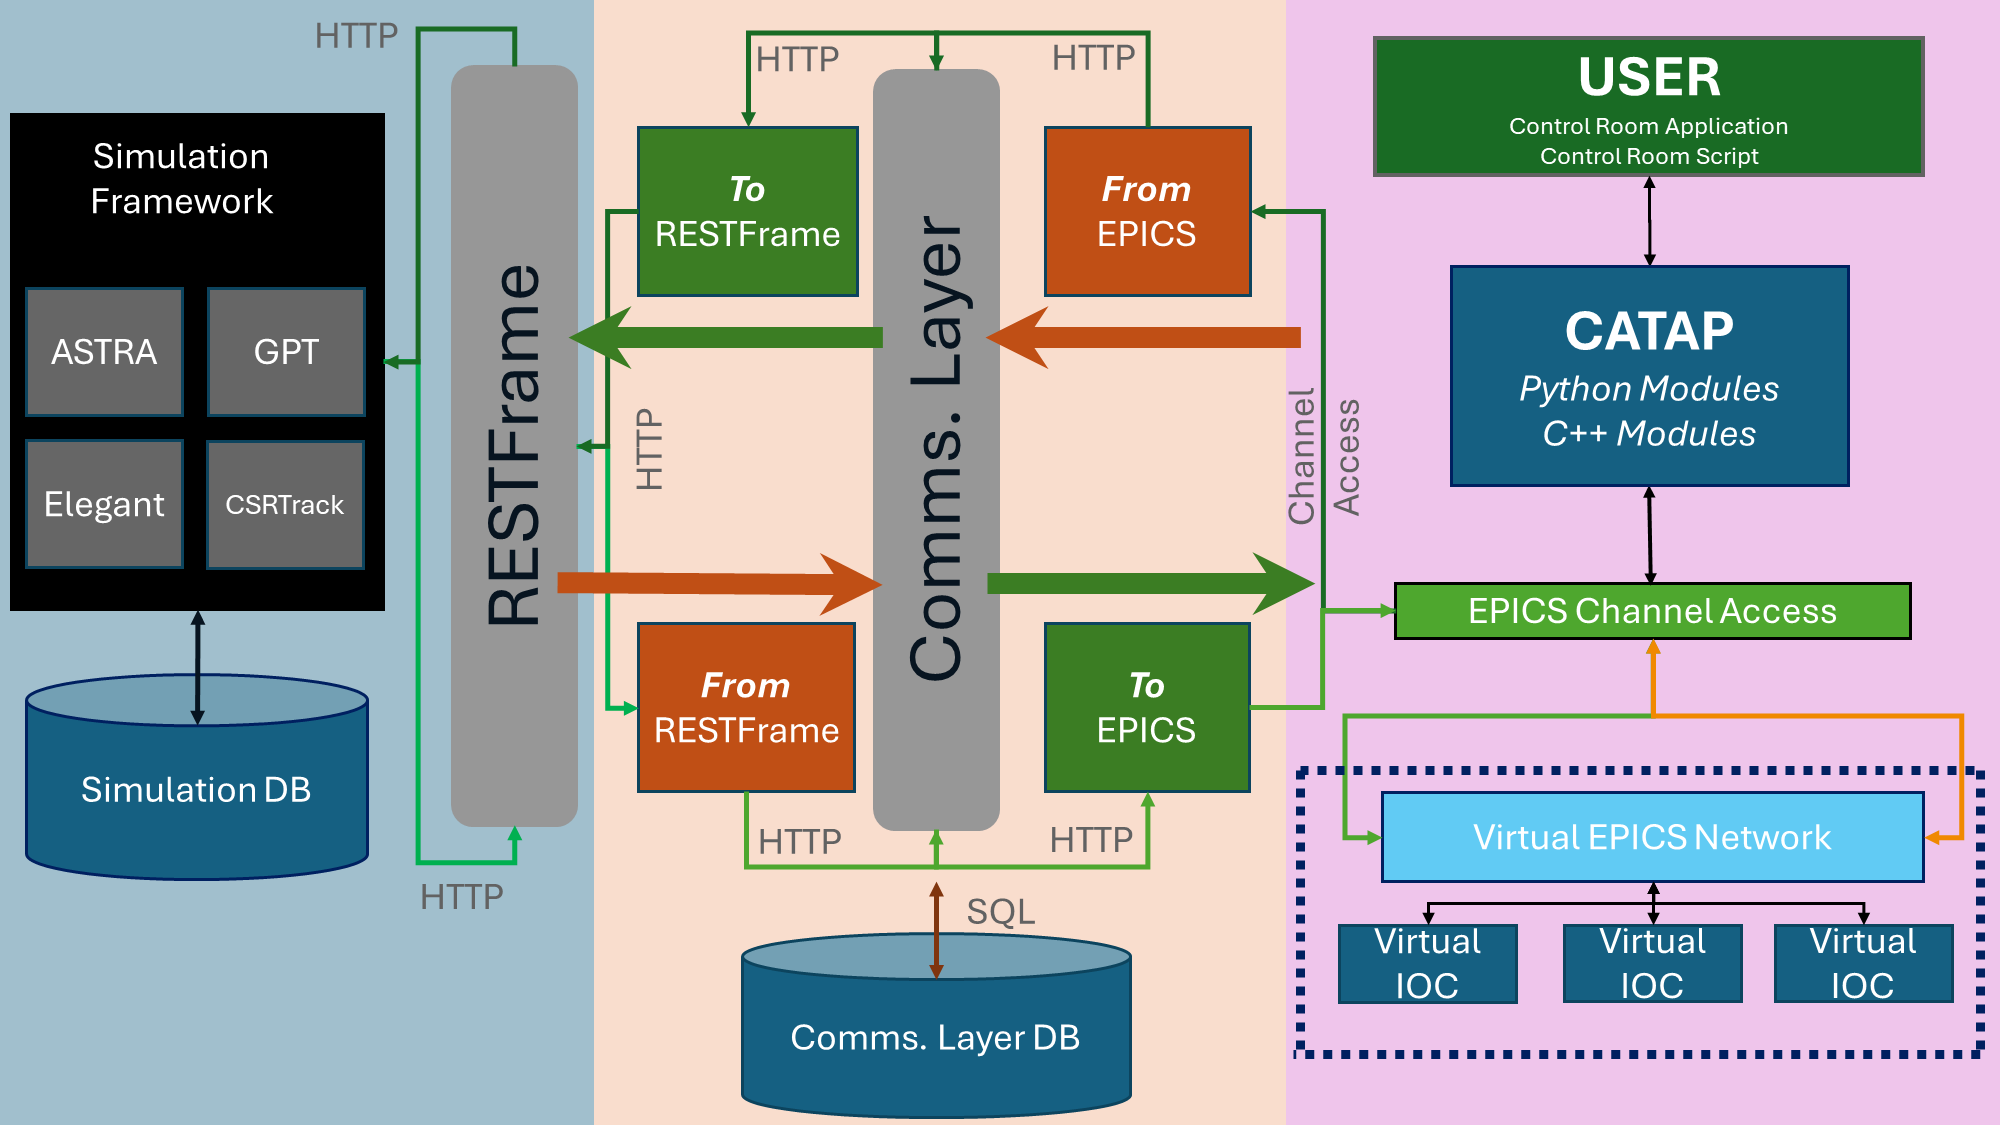 HTTP
Simulation
Framework
ASTRA
GPT
Elegant
CSRTrack
Simulation DB
HTTP
RESTFrame
HTTP
HTTP
To
RESTFrame
From
EPICS
Comms. Layer
HTTP
From
RESTFrame
To
EPICS
HTTP
HTTP
SQL
Comms. Layer DB
Channel
Access
USER
Control Room Application
Control Room Script
CATAP
Python Modules
C++ Modules
EPICS Channel Access
Virtual EPICS Network
Virtual
IOC
Virtual
IOC
Virtual
IOC